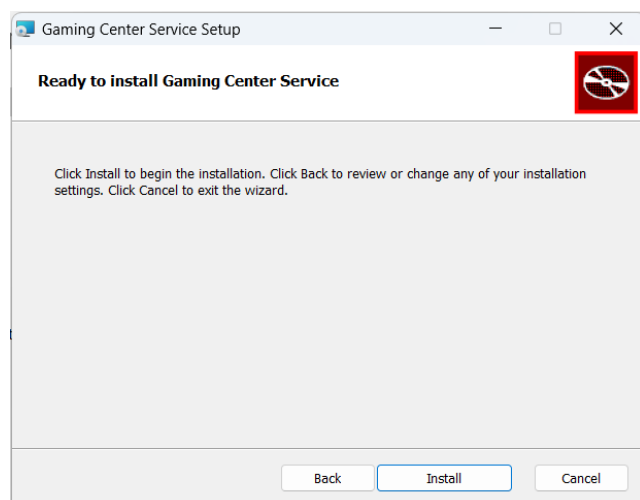 Gaming Center Service Setup
Ready to install Gaming Center Service
Click Install to begin the installation. Click Back to review or change any of your installation
settings. Click Cancel to exit the wizard.
Back Install Cancel